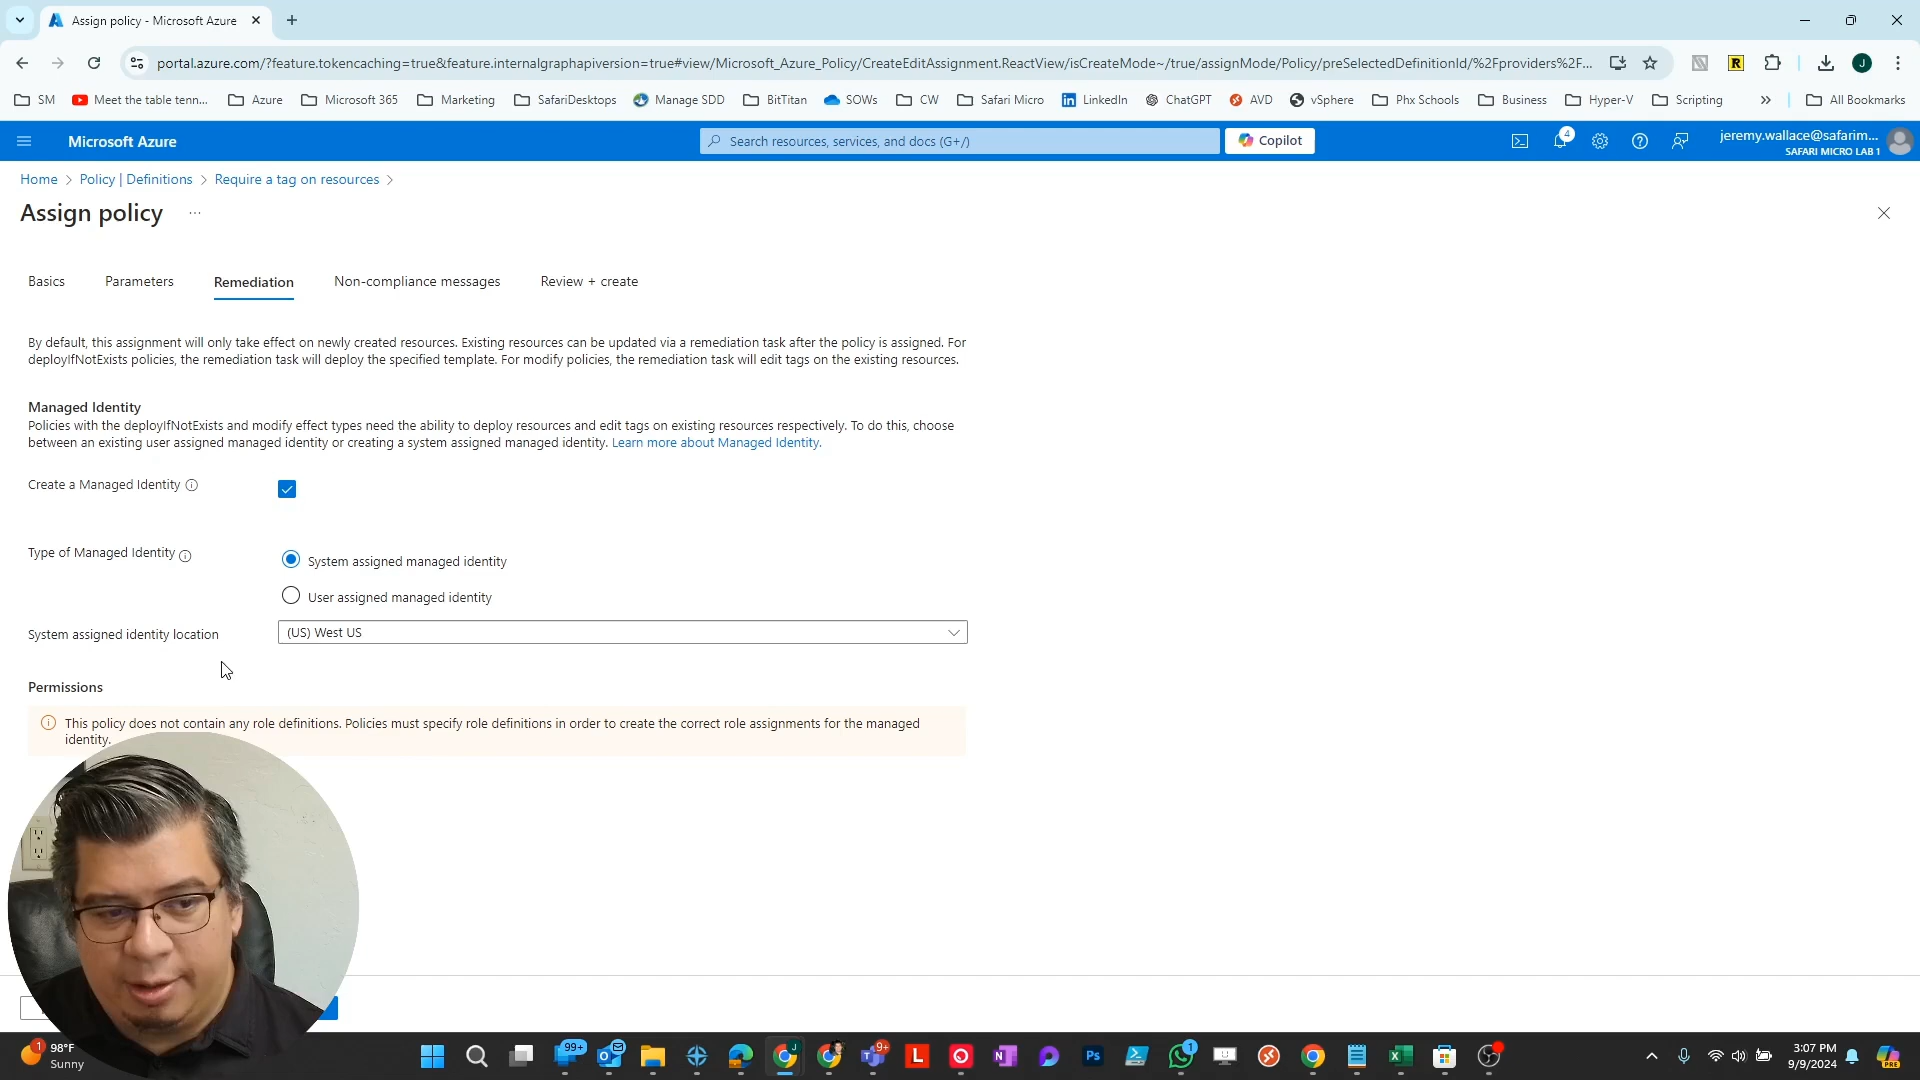 Assign policy - Microsoft Azure
portal.azure.com/?feature.tokencaching=true&feature.internalgraphapiversion=true#view/Microsoft_Azure_Policy/CreateEditAssignment.ReactView/isCreateMode~/true/assignMode/Policy/preSelectedDefinitionId/%2Fproviders%2F...
SM Meet the table tenn... Azure Microsoft 365 Marketing SafariDesktops Manage SDD BitTitan SOWs CW Safari Micro LinkedIn ChatGPT AVD vSphere Phx Schools Business Hyper-V Scripting » All Bookmarks
Microsoft Azure
Search resources, services, and docs (G+/)
Copilot
4
jeremy.wallace@safarim...
SAFARI MICRO LAB 1
Home > Policy | Definitions > Require a tag on resources >
Assign policy ...
Basics Parameters Remediation Non-compliance messages Review + create
By default, this assignment will only take effect on newly created resources. Existing resources can be updated via a remediation task after the policy is assigned. For
deployIfNotExists policies, the remediation task will deploy the specified template. For modify policies, the remediation task will edit tags on the existing resources.
Managed Identity
Policies with the deployIfNotExists and modify effect types need the ability to deploy resources and edit tags on existing resources respectively. To do this, choose
between an existing user assigned managed identity or creating a system assigned managed identity. Learn more about Managed Identity.
Create a Managed Identity
Type of Managed Identity
System assigned managed identity
User assigned managed identity
System assigned identity location
(US) West US
Permissions
This policy does not contain any role definitions. Policies must specify role definitions in order to create the correct role assignments for the managed
identity.
1
98°F
Sunny
99+
9+
1
3:07 PM
9/9/2024